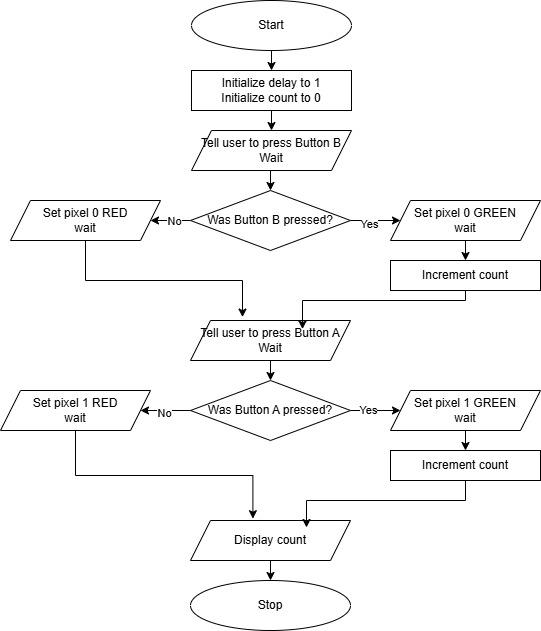 Start
Initialize delay to 1
Initialize count to 0
Tell user to press Button B
Wait
Was Button B pressed?
No
Yes
Set pixel 0 RED
wait
Set pixel 0 GREEN
wait
Increment count
Tell user to press Button A
Wait
Was Button A pressed?
No
Yes
Set pixel 1 RED
wait
Set pixel 1 GREEN
wait
Increment count
Display count
Stop